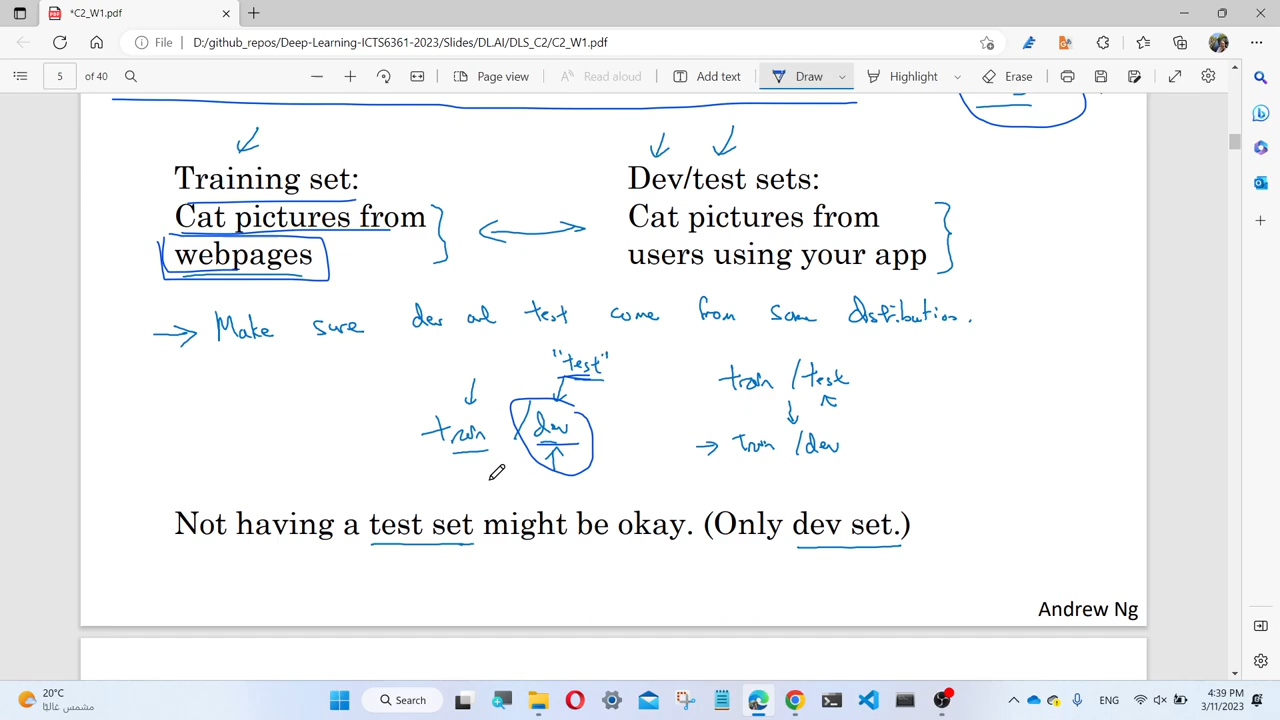 *C2_W1.pdf
File
D:/github_repos/Deep-Learning-ICTS6361-2023/Slides/DL.AI/DLS_C2/C2_W1.pdf
5 of 40
Page view
Read aloud
Add text
Draw
Highlight
Erase
Training set:
Cat pictures from
webpages
Dev/test sets:
Cat pictures from
users using your app
→ Make sure dev and test come from same distribution.
"test"
train / dev
train / test
→ train / dev
Not having a test set might be okay. (Only dev set.)
Andrew Ng
20°C
مشمس غالبًا
Search
ENG
4:39 PM
3/11/2023